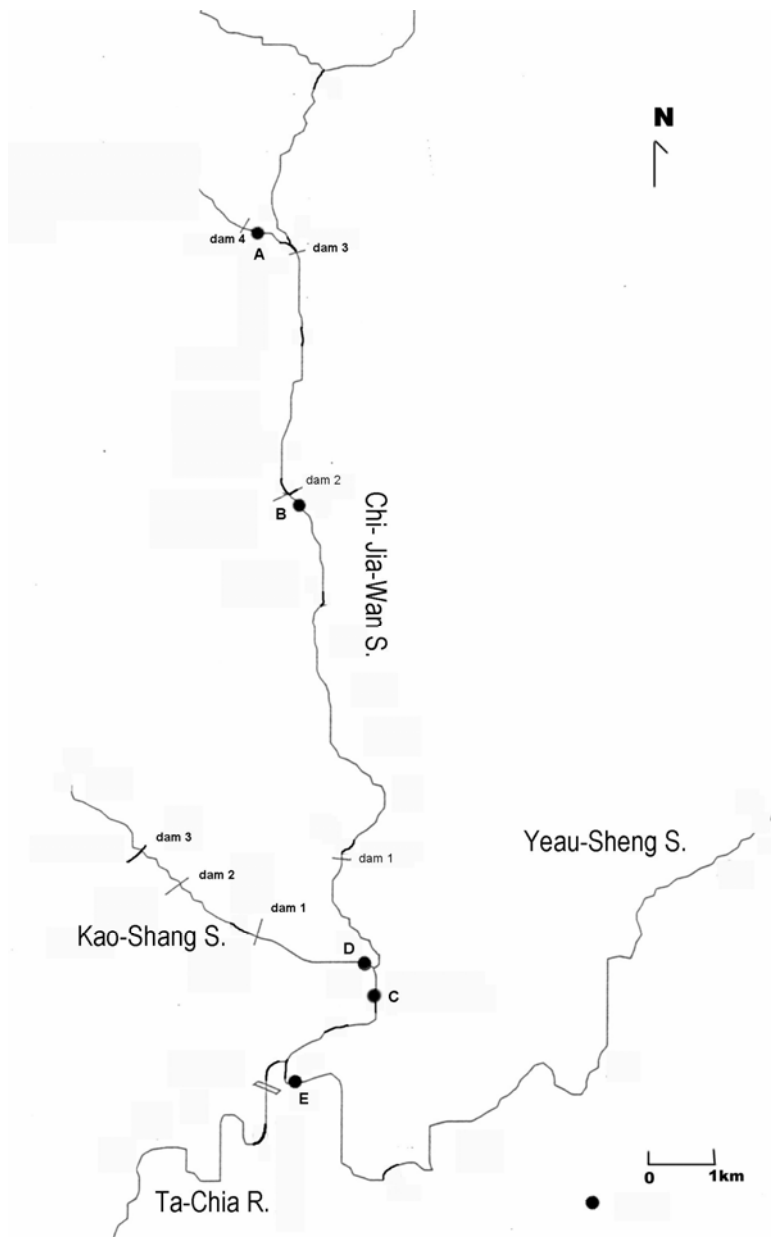 N
dam 4
A
dam 3
dam 2
B
Chi- Jia-Wan S.
dam 3
dam 2
dam 1
dam 1
Yeau-Sheng S.
Kao-Shang S.
D
C
E
Ta-Chia R.
0 1km